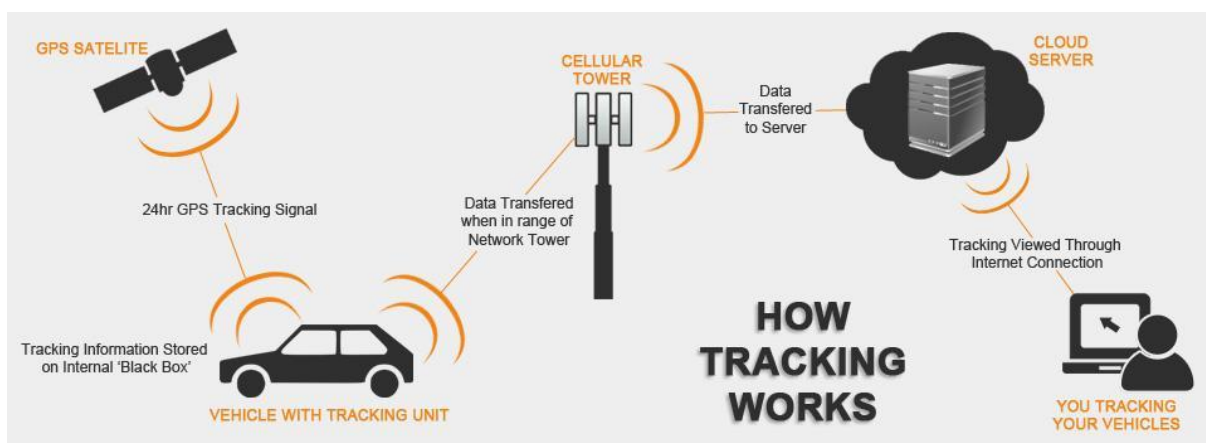 GPS SATELITE
24hr GPS Tracking Signal
Tracking Information Stored
on Internal ‘Black Box’
VEHICLE WITH TRACKING UNIT
Data Transfered
when in range of
Network Tower
CELLULAR
TOWER
Data
Transfered
to Server
CLOUD
SERVER
Tracking Viewed Through
Internet Connection
YOU TRACKING
YOUR VEHICLES
HOW
TRACKING
WORKS